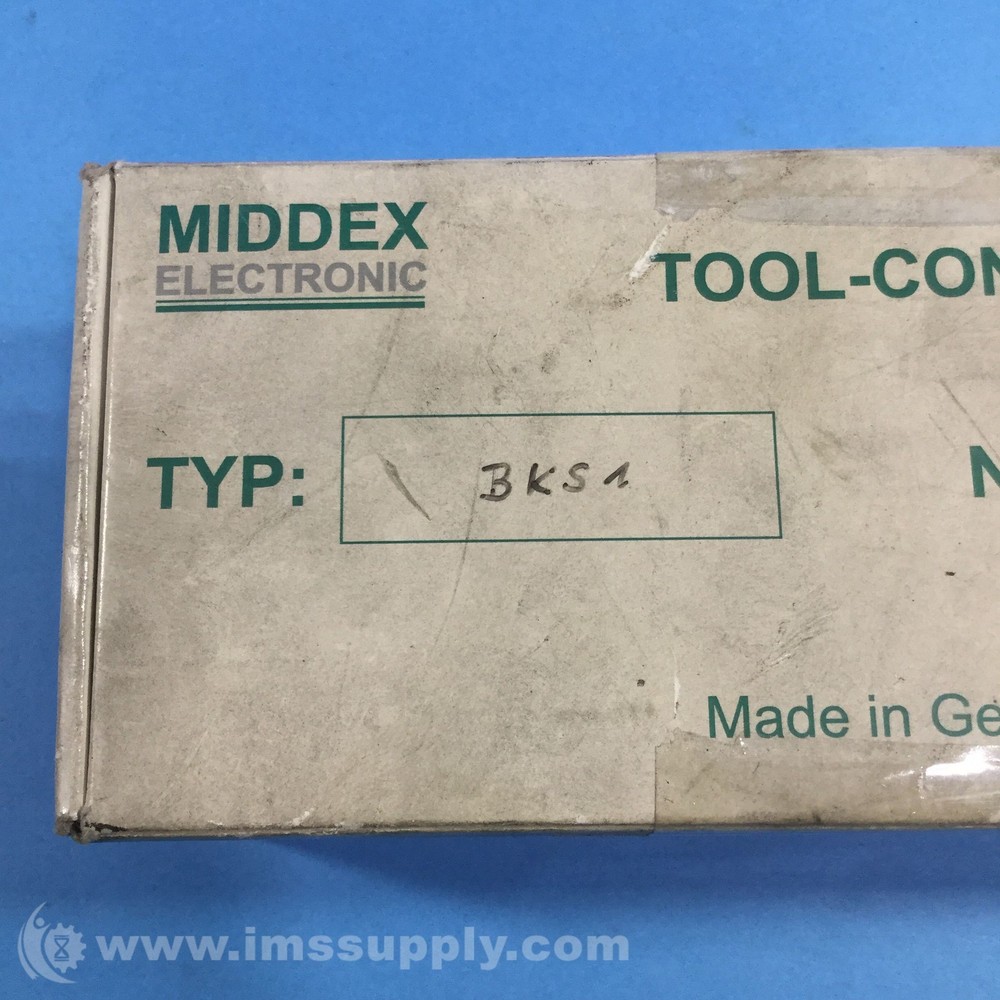 MIDDEX
ELECTRONIC
TOOL-CON
TYP: BKS1
N
Made in Ge
www.imssupply.com